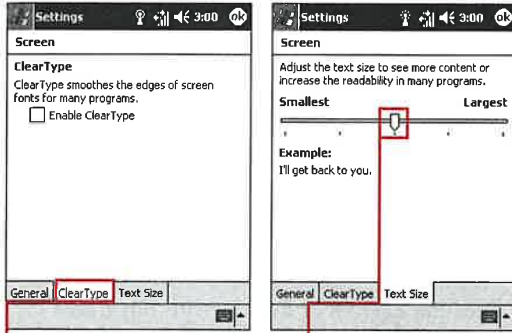 Settings 3:00 ok
Screen
ClearType
ClearType smoothes the edges of screen
fonts for many programs.
Enable ClearType
General ClearType Text Size
Settings 3:00 ok
Screen
Adjust the text size to see more content or
increase the readability in many programs.
Smallest Largest
Example:
I'll get back to you.
General ClearType Text Size